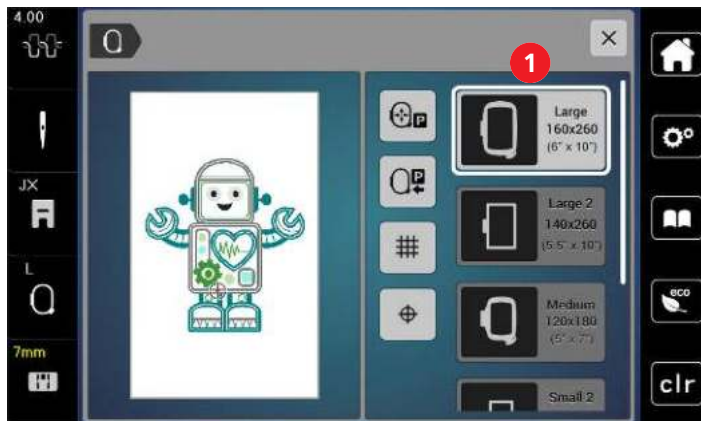 4.00
JX
L
7mm
P
P
1
Large
160x260
(6" x 10")
Large 2
140x260
(5.5" x 10")
Medium
120x180
(5" x 7")
Small 2
eco
clr